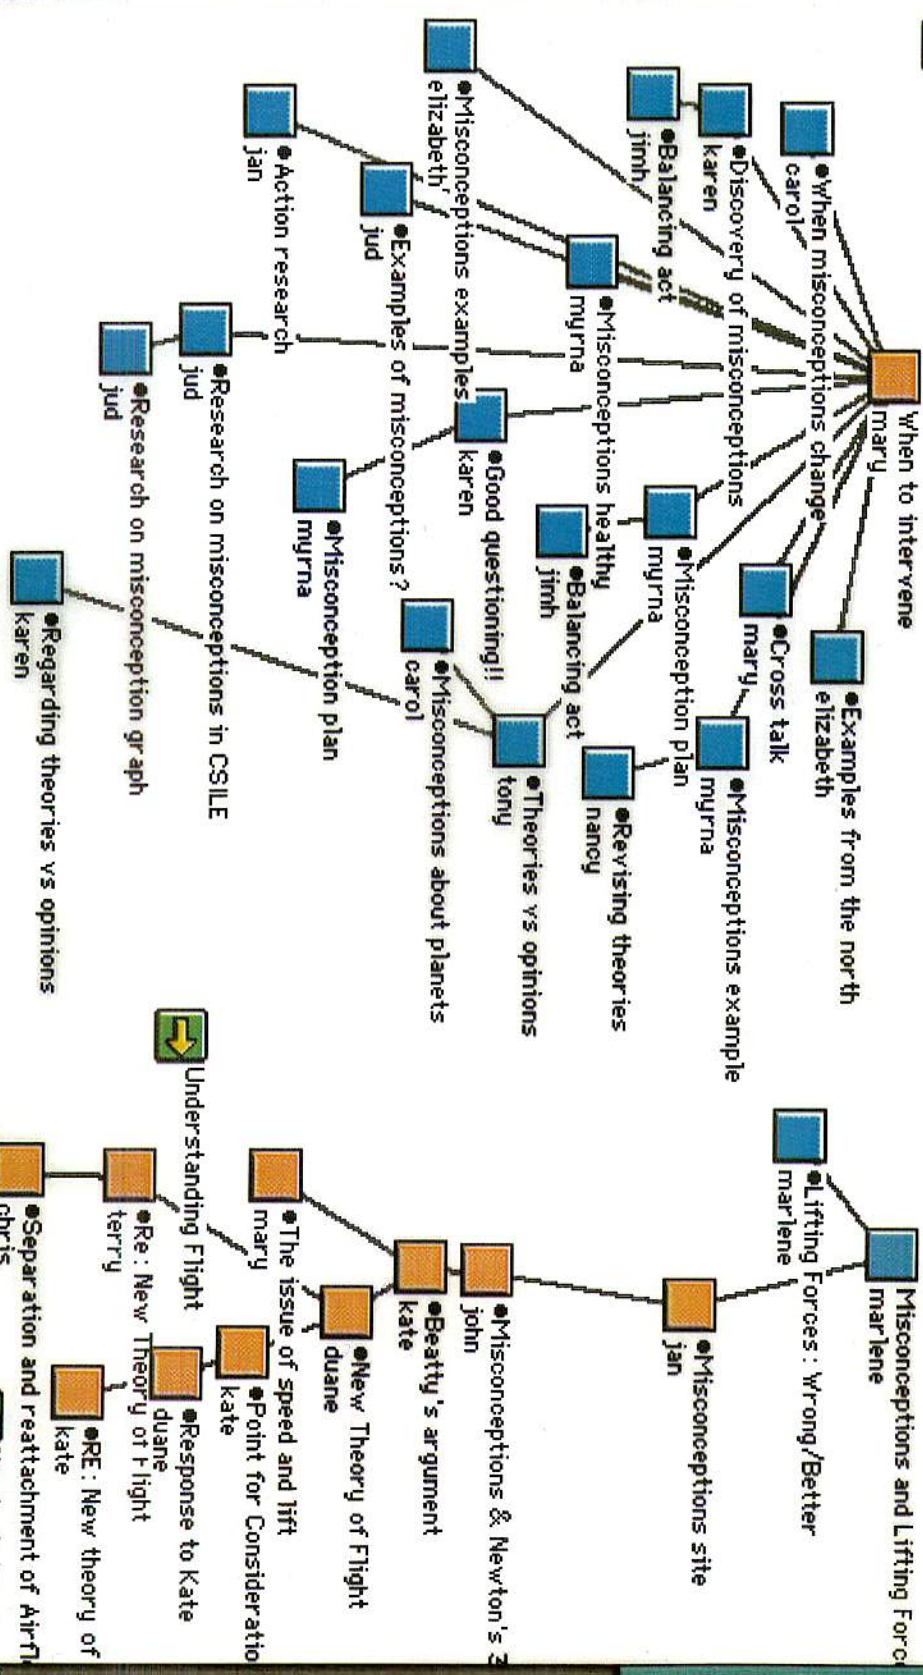 When to intervene
mary
●Examples from the north
elizabeth
●When misconceptions change
carol
●Cross talk
mary
●Discovery of misconceptions
karen
●Misconceptions example
myrna
●Balancing act
jimh
●Misconception plan
myrna
●Revising theories
nancy
●Misconceptions healthy
myrna
●Balancing act
jimh
●Theories vs opinions
tony
●Misconceptions examples
elizabeth
●Good questioning!!
karen
●Misconceptions about planets
carol
●Examples of misconceptions?
jud
●Misconception plan
myrna
●Action research
jan
●Research on misconceptions in CSILE
jud
●Research on misconception graph
jud
●Regarding theories vs opinions
karen
Misconceptions and Lifting Forc
marlene
●Lifting Forces: Wrong/Better
marlene
●Misconceptions site
jan
●Misconceptions & Newton's 3
john
●Beatty's argument
kate
●New Theory of Flight
duane
●The issue of speed and lift
mary
●Point for Consideratio
kate
Understanding Flight
●Response to Kate
duane
●Re: New Theory of Flight
terry
●RE: New theory of
kate
●Separation and reattachment of Airfl
chris